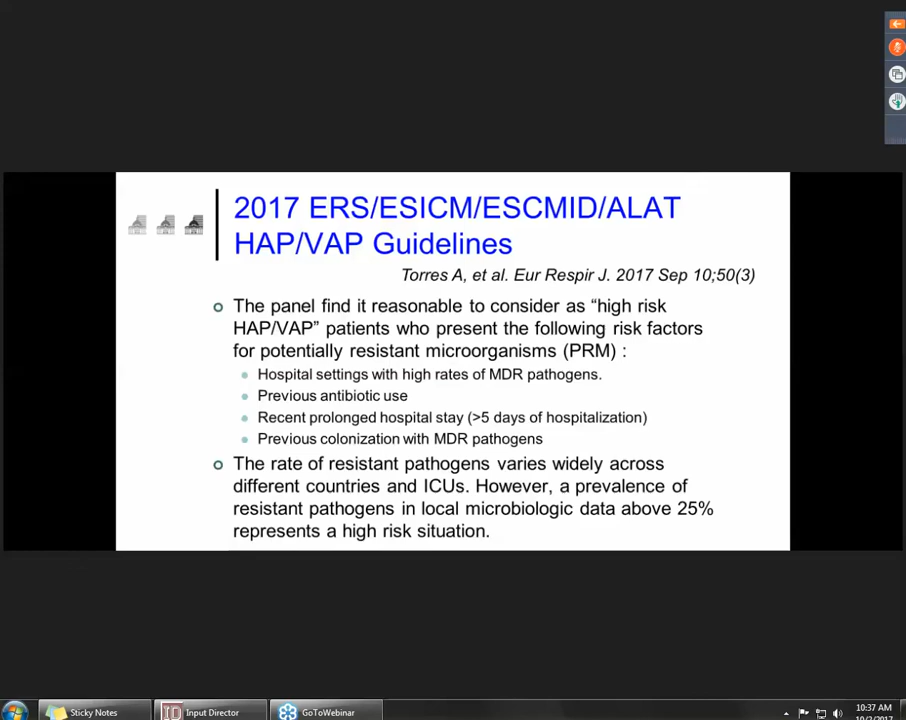 2017 ERS/ESICM/ESCMID/ALAT
HAP/VAP Guidelines
Torres A, et al. Eur Respir J. 2017 Sep 10;50(3)
The panel find it reasonable to consider as “high risk
HAP/VAP” patients who present the following risk factors
for potentially resistant microorganisms (PRM) :
Hospital settings with high rates of MDR pathogens.
Previous antibiotic use
Recent prolonged hospital stay (>5 days of hospitalization)
Previous colonization with MDR pathogens
The rate of resistant pathogens varies widely across
different countries and ICUs. However, a prevalence of
resistant pathogens in local microbiologic data above 25%
represents a high risk situation.
Sticky Notes
ID Input Director
GoToWebinar
10:37 AM